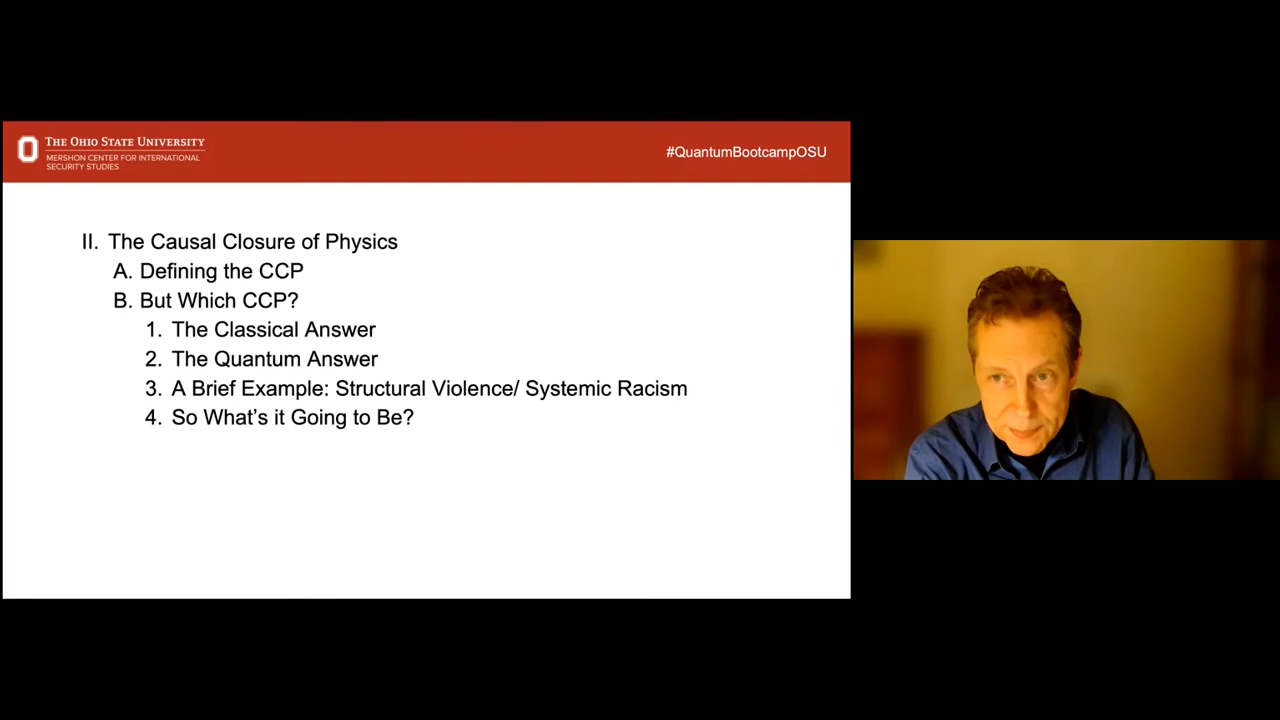 THE OHIO STATE UNIVERSITY
MERSHON CENTER FOR INTERNATIONAL
SECURITY STUDIES
#QuantumBootcampOSU
II. The Causal Closure of Physics
A. Defining the CCP
B. But Which CCP?
1. The Classical Answer
2. The Quantum Answer
3. A Brief Example: Structural Violence/ Systemic Racism
4. So What's it Going to Be?